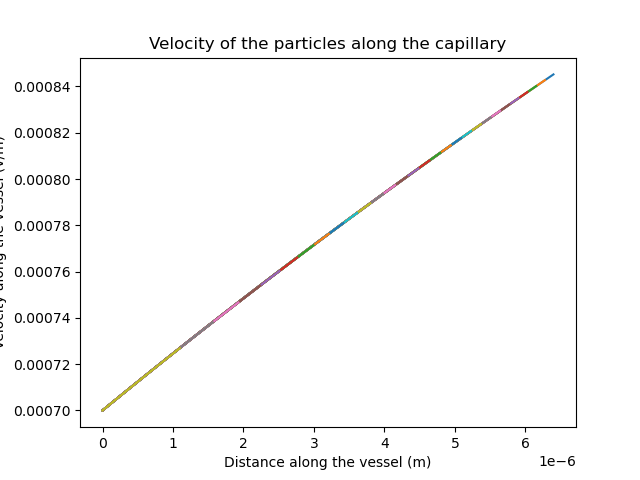 Velocity of the particles along the capillary
0.00084
0.00082
0.00080
0.00078
0.00076
0.00074
0.00072
0.00070
along the vessel
0 1 2 3 4 5 6
1e−6
Distance along the vessel (m)